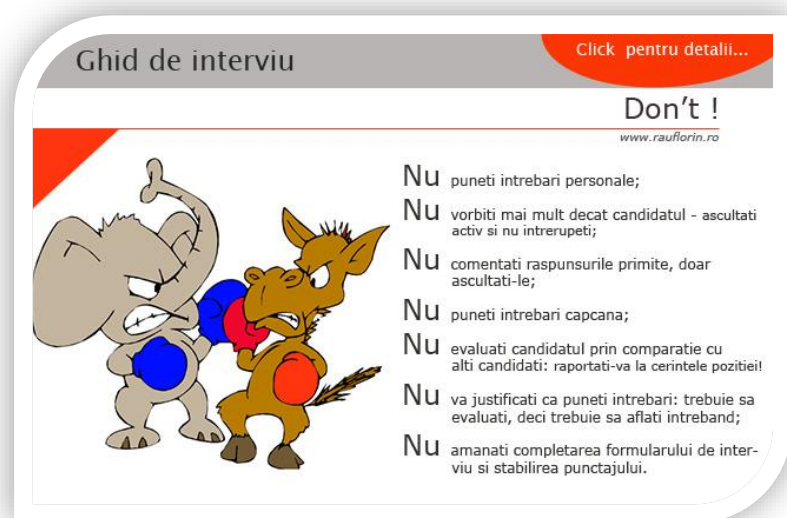 Ghid de interviu
Click pentru detalii...
Don't !
www.rauflorin.ro
Nu puneti intrebari personale;
Nu vorbiti mai mult decat candidatul - ascultati
activ si nu intrerupeti;
Nu comentati raspunsurile primite, doar
ascultati-le;
Nu puneti intrebari capcana;
Nu evaluati candidatul prin comparatie cu
alti candidati: raportati-va la cerintele pozitiei!
Nu va justificati ca puneti intrebari: trebuie sa
evaluati, deci trebuie sa aflati intreband;
Nu amanati completarea formularului de inter-
viu si stabilirea punctajului.